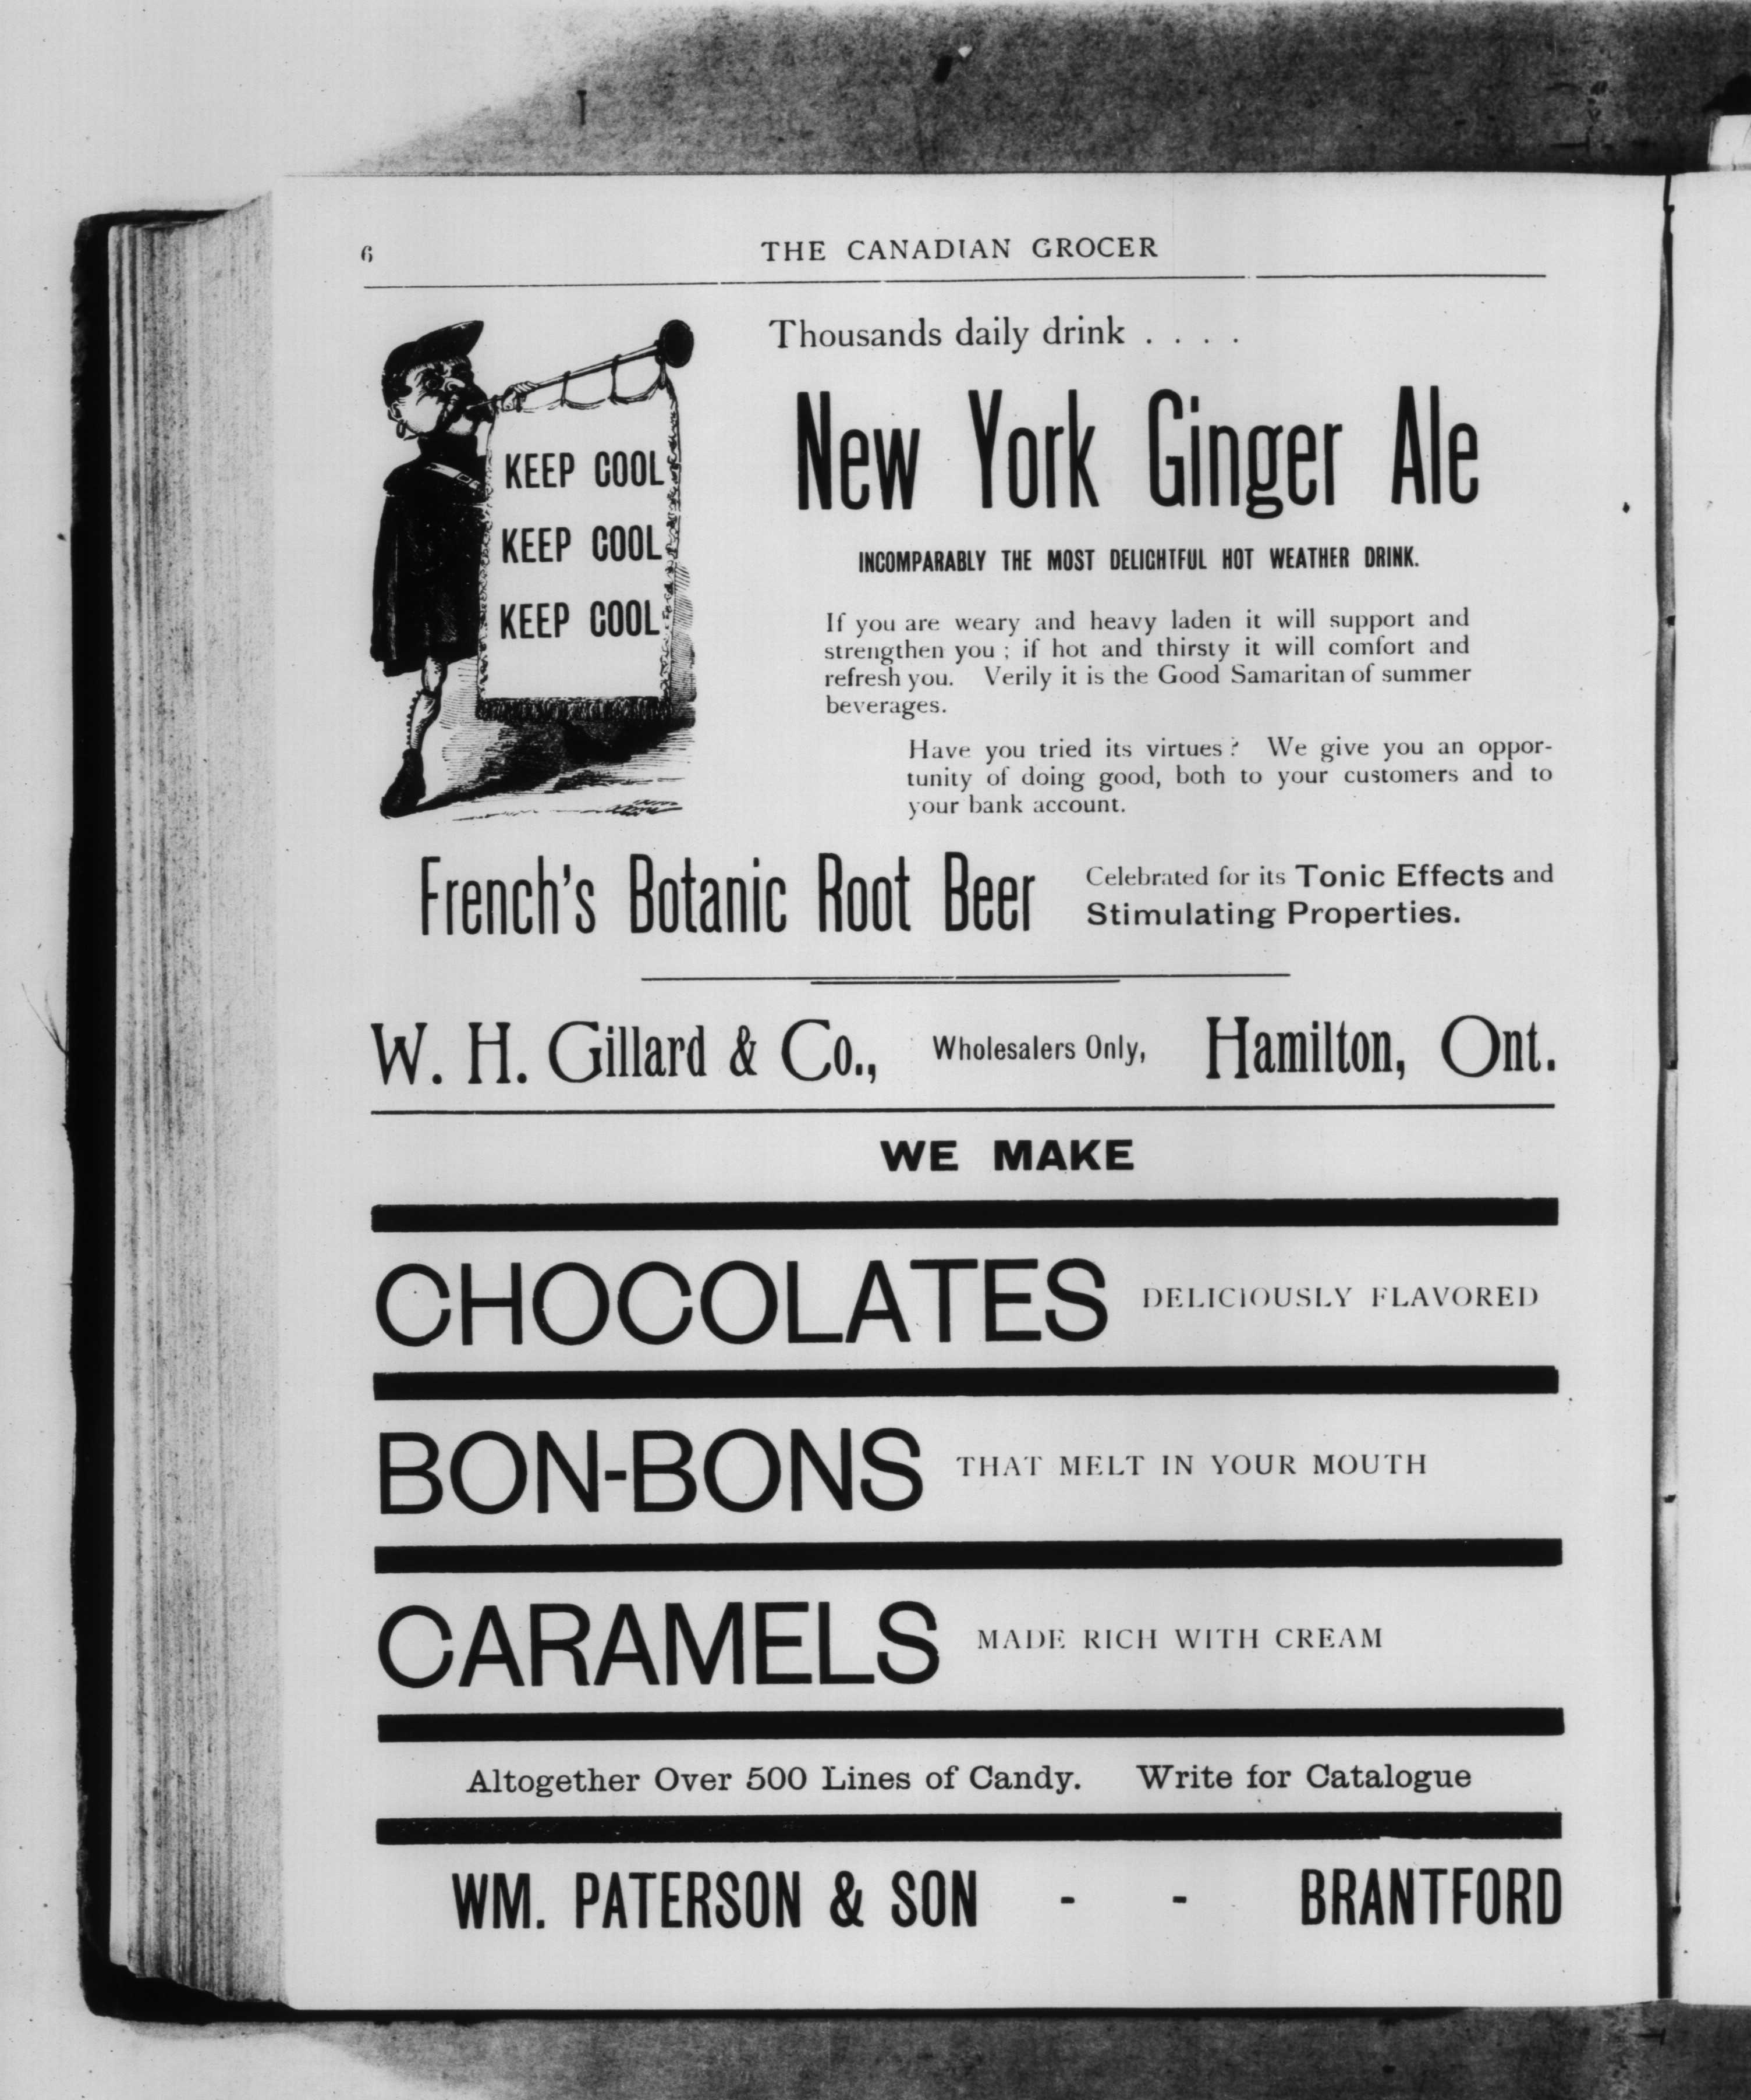 6
THE CANADIAN GROCER
KEEP COOL
KEEP COOL
KEEP COOL
Thousands daily drink . . . .
New York Ginger Ale
INCOMPARABLY THE MOST DELIGHTFUL HOT WEATHER DRINK.
If you are weary and heavy laden it will support and
strengthen you ; if hot and thirsty it will comfort and
refresh you. Verily it is the Good Samaritan of summer
beverages.
Have you tried its virtues ? We give you an oppor-
tunity of doing good, both to your customers and to
your bank account.
French's Botanic Root Beer
Celebrated for its Tonic Effects and
Stimulating Properties.
W. H. Gillard & Co., Wholesalers Only, Hamilton, Ont.
WE MAKE
CHOCOLATES DELICIOUSLY FLAVORED
BON-BONS THAT MELT IN YOUR MOUTH
CARAMELS MADE RICH WITH CREAM
Altogether Over 500 Lines of Candy. Write for Catalogue
WM. PATERSON & SON - - BRANTFORD